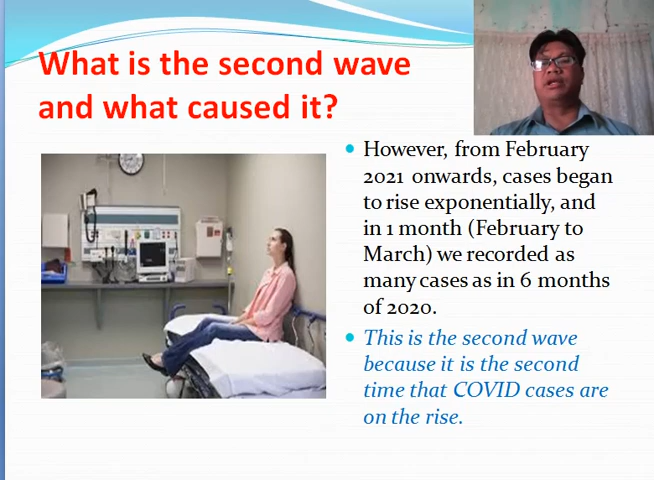 What is the second wave
and what caused it?
However, from February
2021 onwards, cases began
to rise exponentially, and
in 1 month (February to
March) we recorded as
many cases as in 6 months
of 2020.
This is the second wave
because it is the second
time that COVID cases are
on the rise.